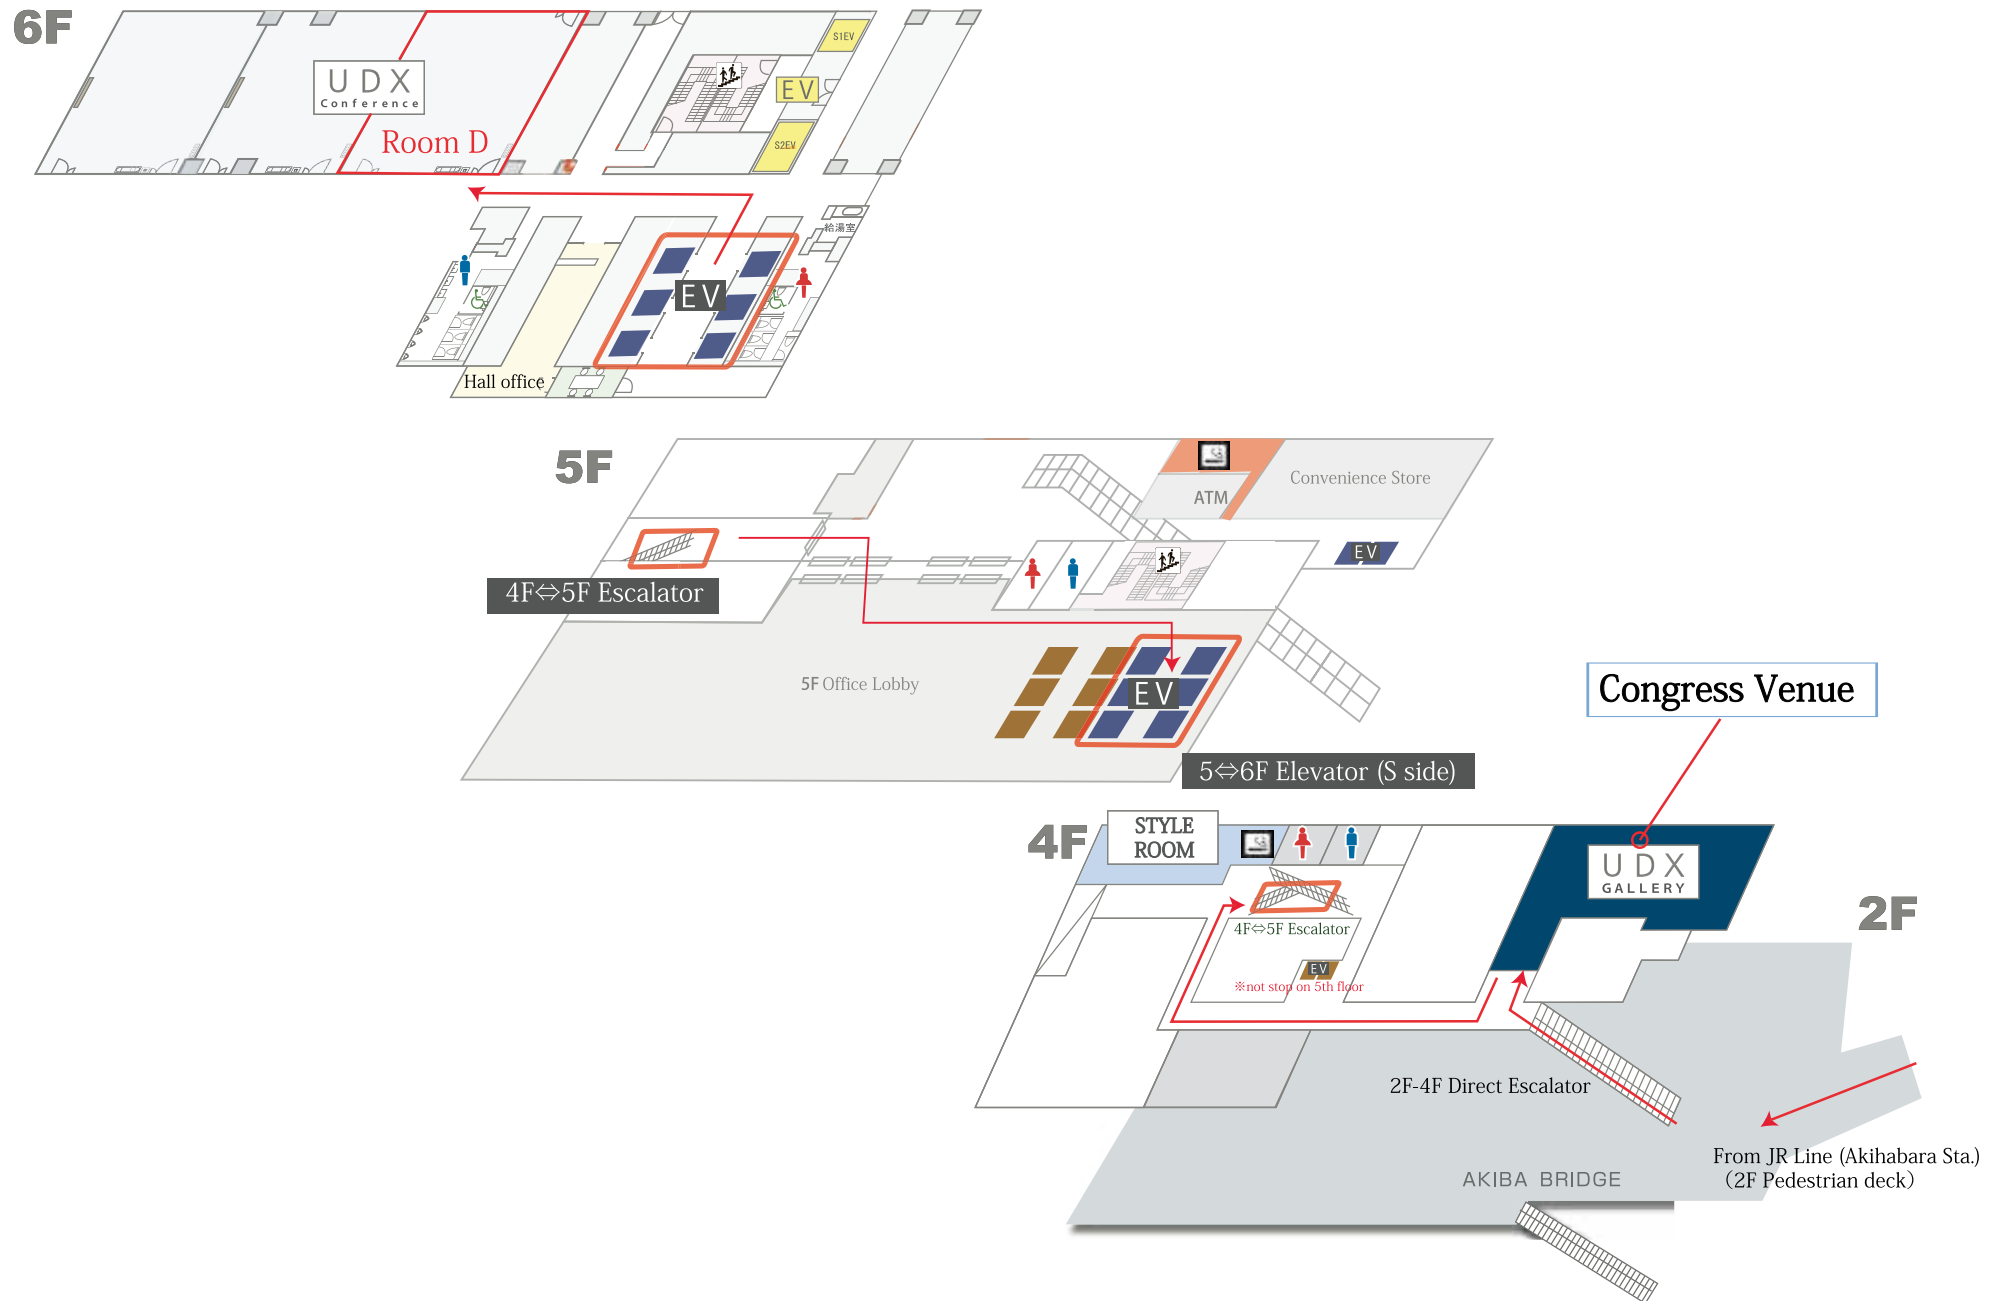 6F
S1EV
UDX
Conference
EV
Room D
S2EV
給湯室
EV
Hall office
5F
Convenience Store
ATM
EV
4F⇔5F Escalator
5F Office Lobby
EV
5⇔6F Elevator (S side)
Congress Venue
4F
STYLE
ROOM
UDX
GALLERY
2F
4F⇔5F Escalator
EV
※not stop on 5th floor
2F-4F Direct Escalator
From JR Line (Akihabara Sta.)
（2F Pedestrian deck）
AKIBA BRIDGE